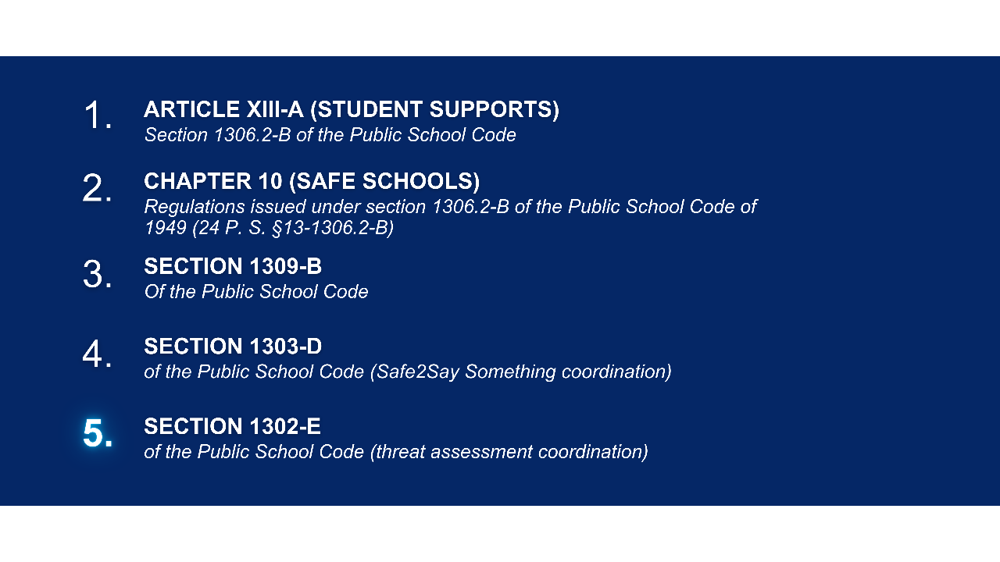 1. ARTICLE XIII-A (STUDENT SUPPORTS)
Section 1306.2-B of the Public School Code
2. CHAPTER 10 (SAFE SCHOOLS)
Regulations issued under section 1306.2-B of the Public School Code of
1949 (24 P. S. §13-1306.2-B)
3. SECTION 1309-B
Of the Public School Code
4. SECTION 1303-D
of the Public School Code (Safe2Say Something coordination)
5. SECTION 1302-E
of the Public School Code (threat assessment coordination)